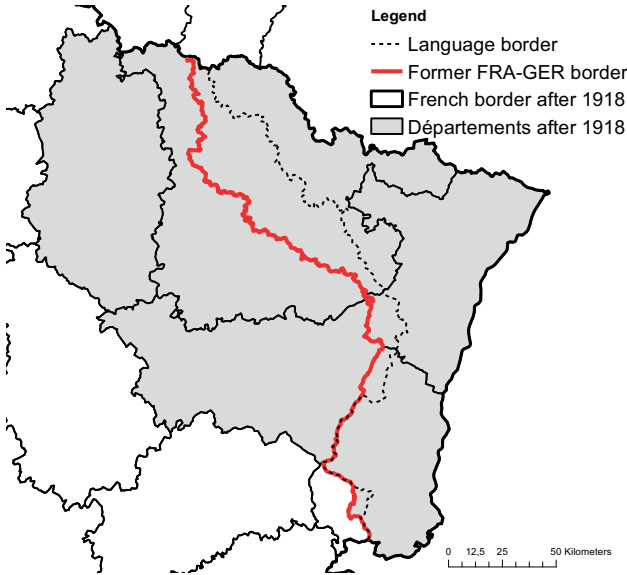 Legend
Language border
Former FRA-GER border
French border after 1918
Départements after 1918
0 12,5 25 50 Kilometers